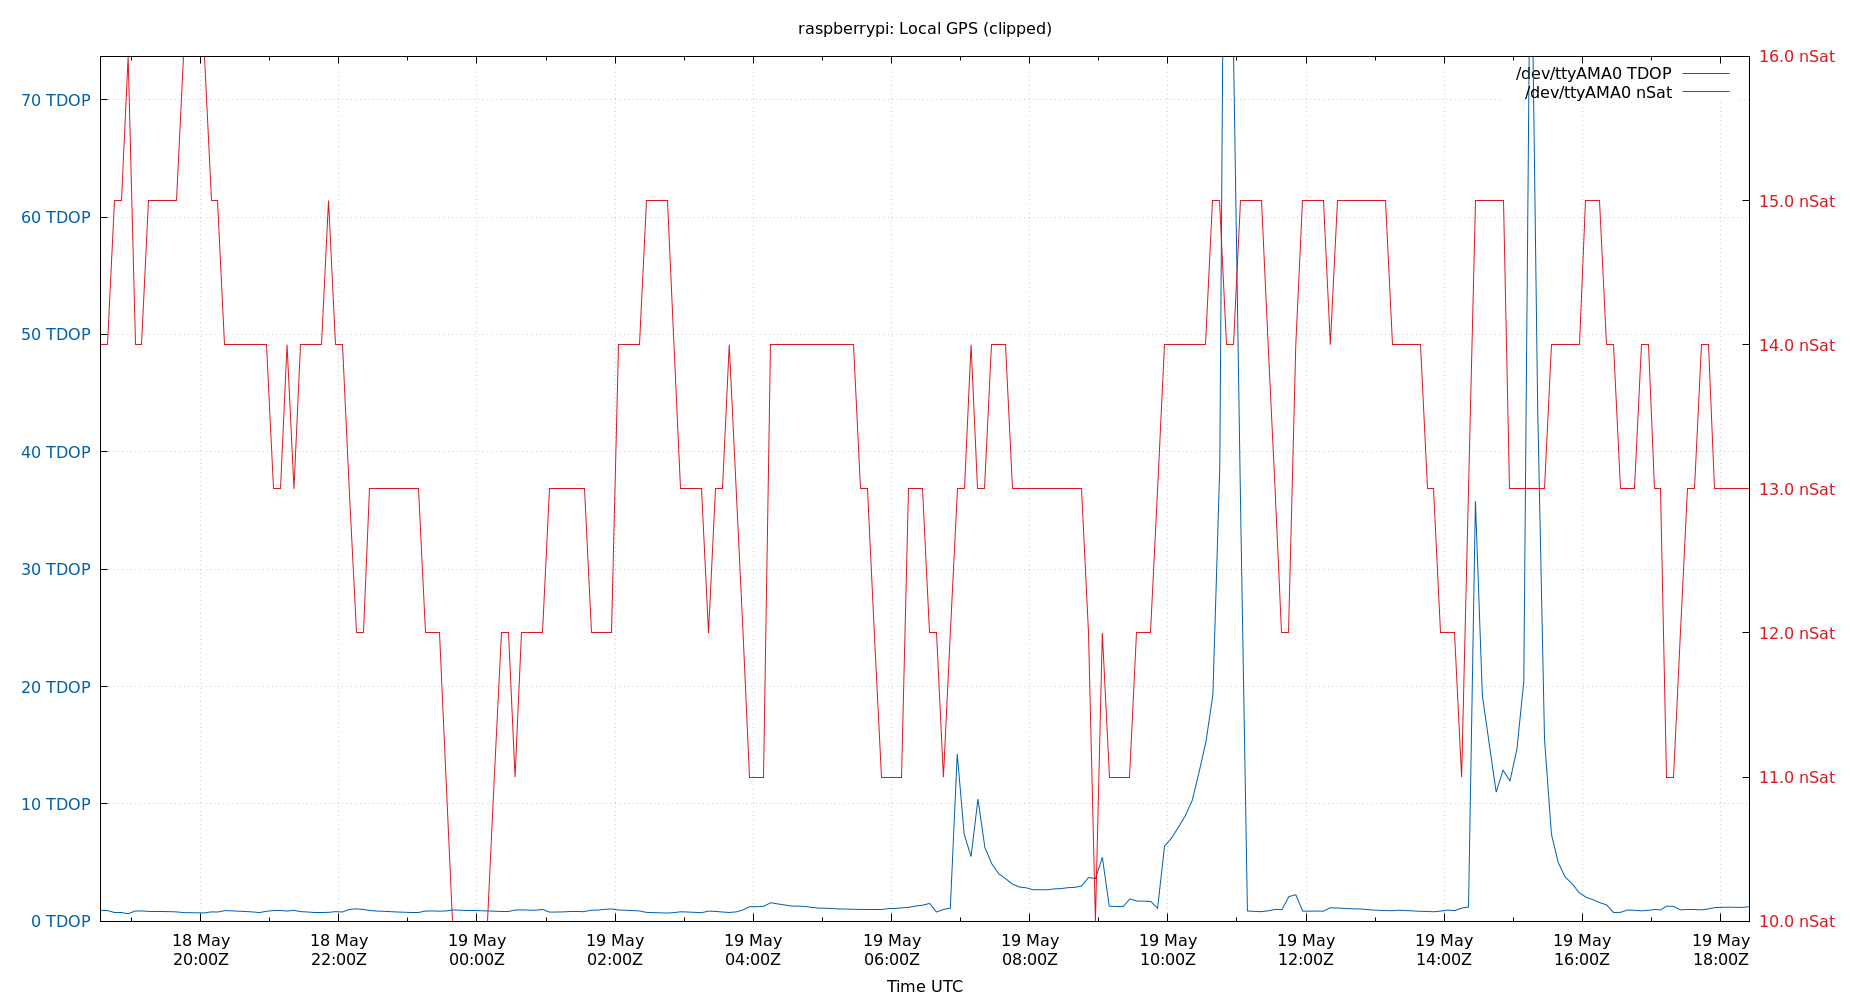 raspberrypi: Local GPS (clipped)
/dev/ttyAMA0 TDOP
/dev/ttyAMA0 nSat
70 TDOP
60 TDOP
50 TDOP
40 TDOP
30 TDOP
20 TDOP
10 TDOP
0 TDOP
16.0 nSat
15.0 nSat
14.0 nSat
13.0 nSat
12.0 nSat
11.0 nSat
10.0 nSat
18 May 18 May 19 May 19 May 19 May 19 May 19 May 19 May 19 May 19 May 19 May 19 May
20:00Z 22:00Z 00:00Z 02:00Z 04:00Z 06:00Z 08:00Z 10:00Z 12:00Z 14:00Z 16:00Z 18:00Z
Time UTC